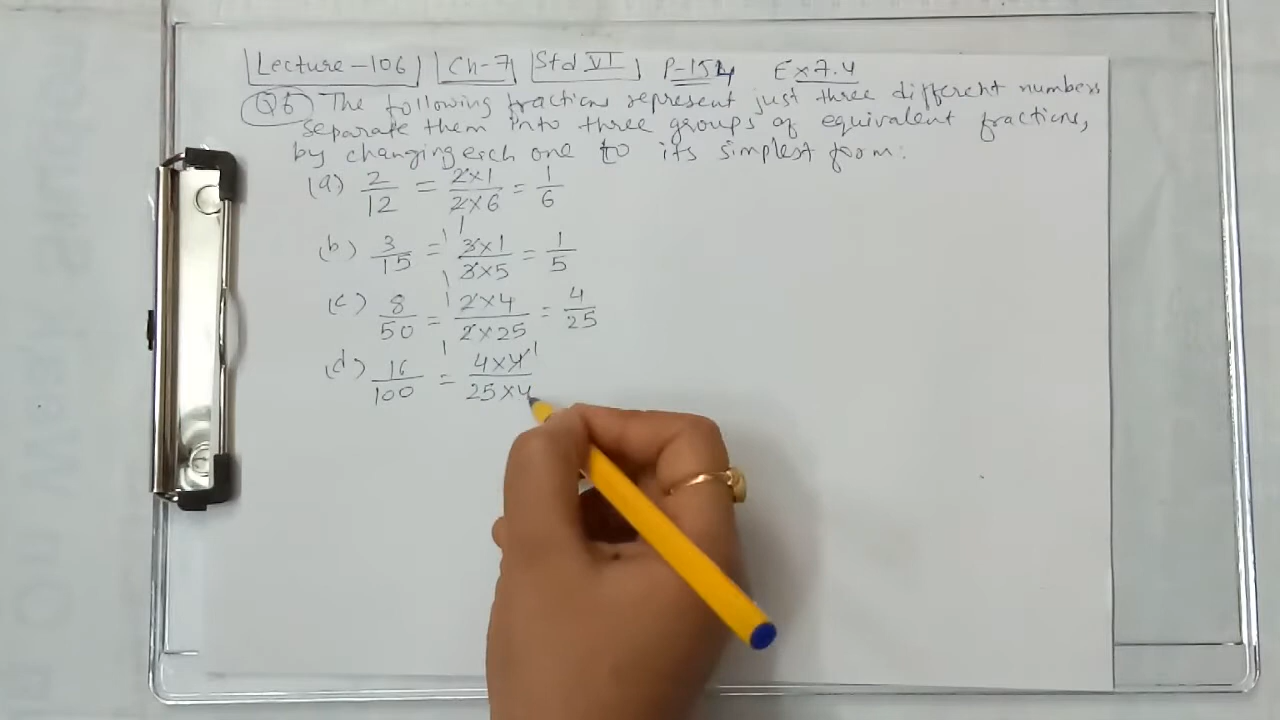 Lecture-106 Ch-7 Std VI P-154 Ex 7.4
Q6 The following fractions represent just three different numbers
separate them into three groups of equivalent fractions,
by changing each one to its simplest form:
(a) 2/12 = 2×1/2×6 = 1/6
(b) 3/15 = 3×1/3×5 = 1/5
(c) 8/50 = 2×4/2×25 = 4/25
(d) 16/100 = 4×4/25×4